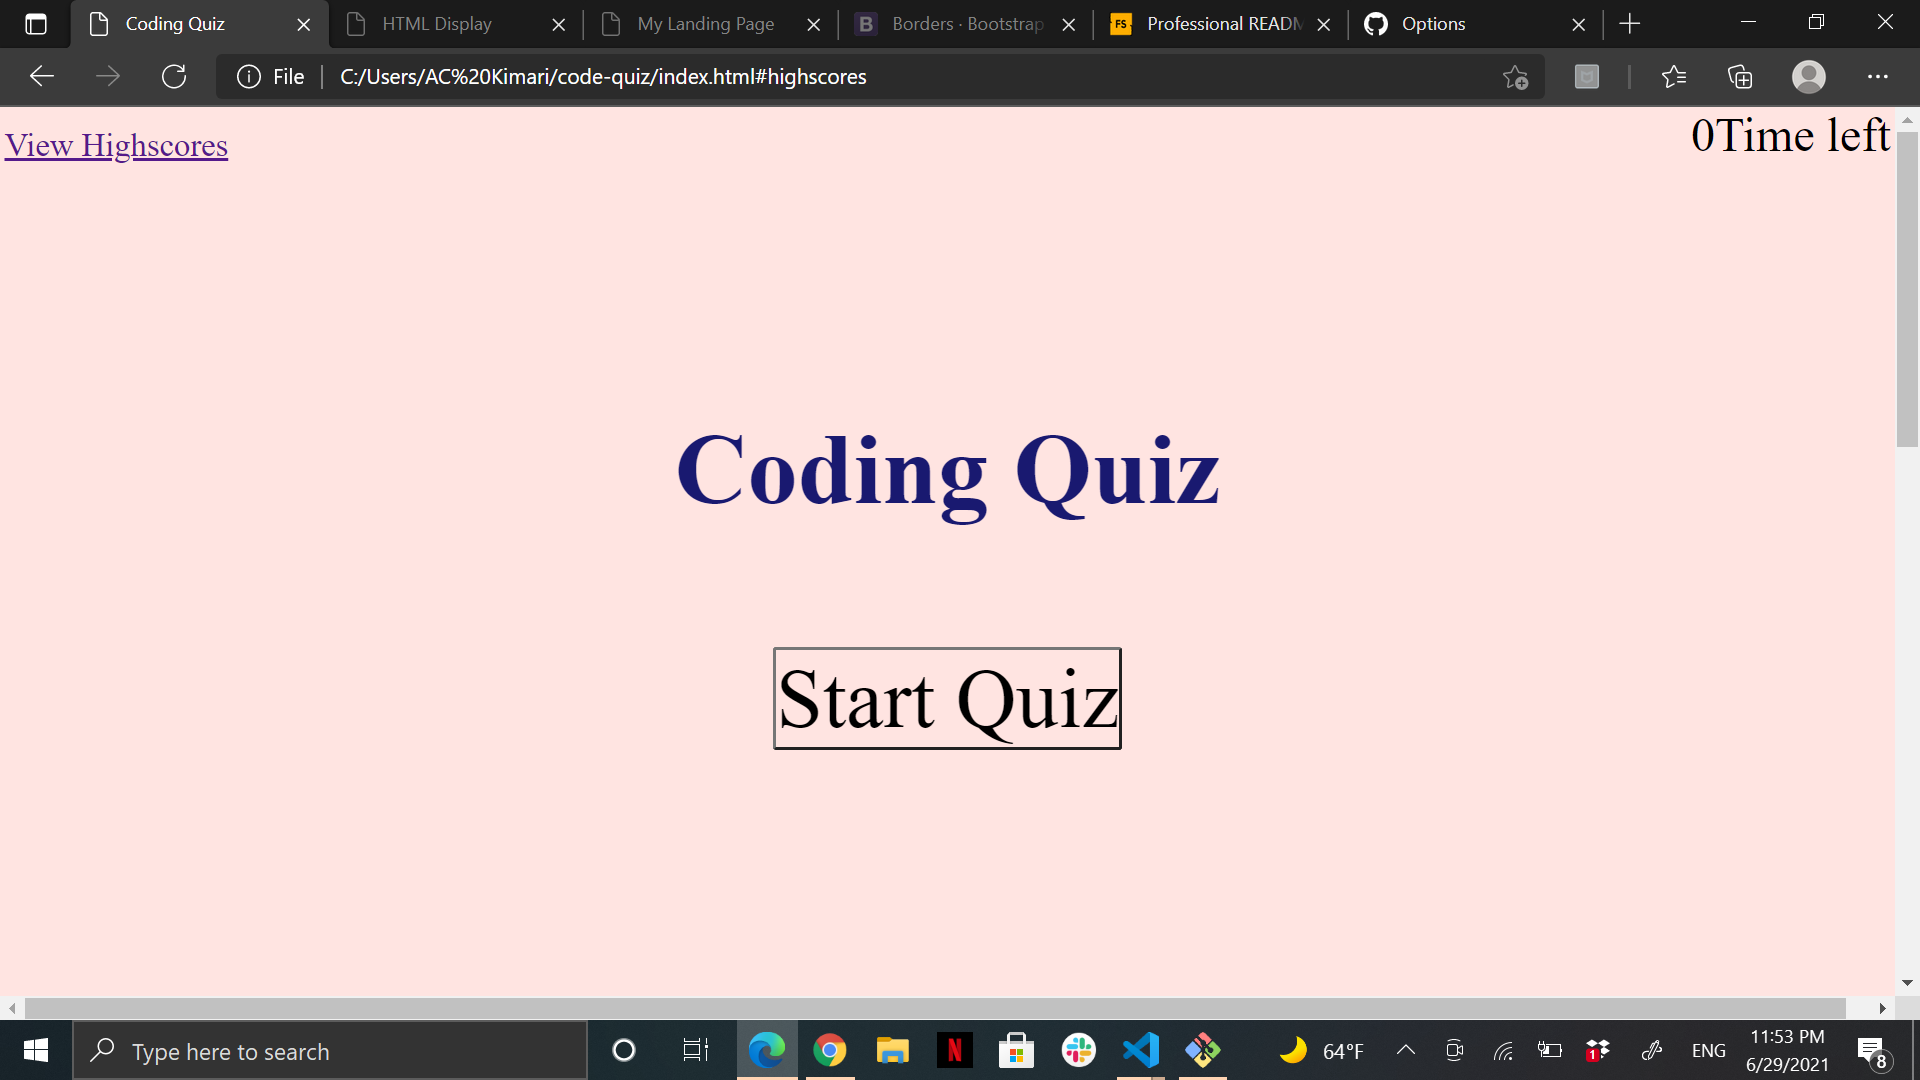 Coding Quiz
HTML Display
My Landing Page
B
Borders · Bootstrap
FS
Professional READM
Options
File
C:/Users/AC%20Kimari/code-quiz/index.html#highscores
View Highscores
0Time left
Coding Quiz
Start Quiz
Type here to search
N
64°F
1
ENG
11:53 PM
6/29/2021
8